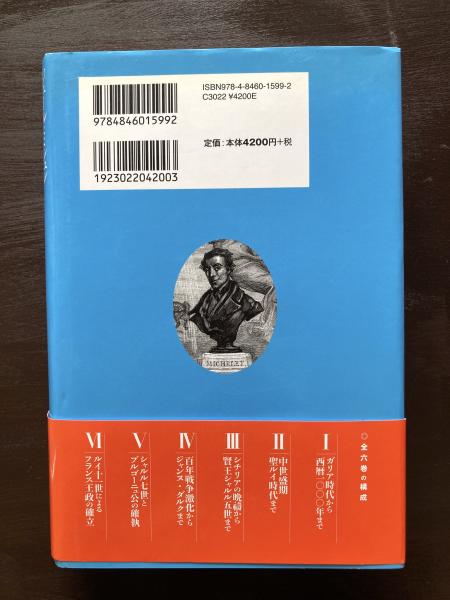 ISBN978-4-8460-1599-2
C3022 ¥4200E
定価：本体4200円+税
9784846015992
1923022042003
MICHELET
◎全六巻の構成
I
ガリア時代から
西暦一〇〇〇年まで
II
中世盛期
聖ルイ時代まで
III
シチリアの晩禱から
賢王シャルル五世まで
IV
百年戦争激化から
ジャンヌ・ダルクまで
V
シャルル七世と
ブルゴーニュ公の確執
VI
ルイ十一世による
フランス王政の確立